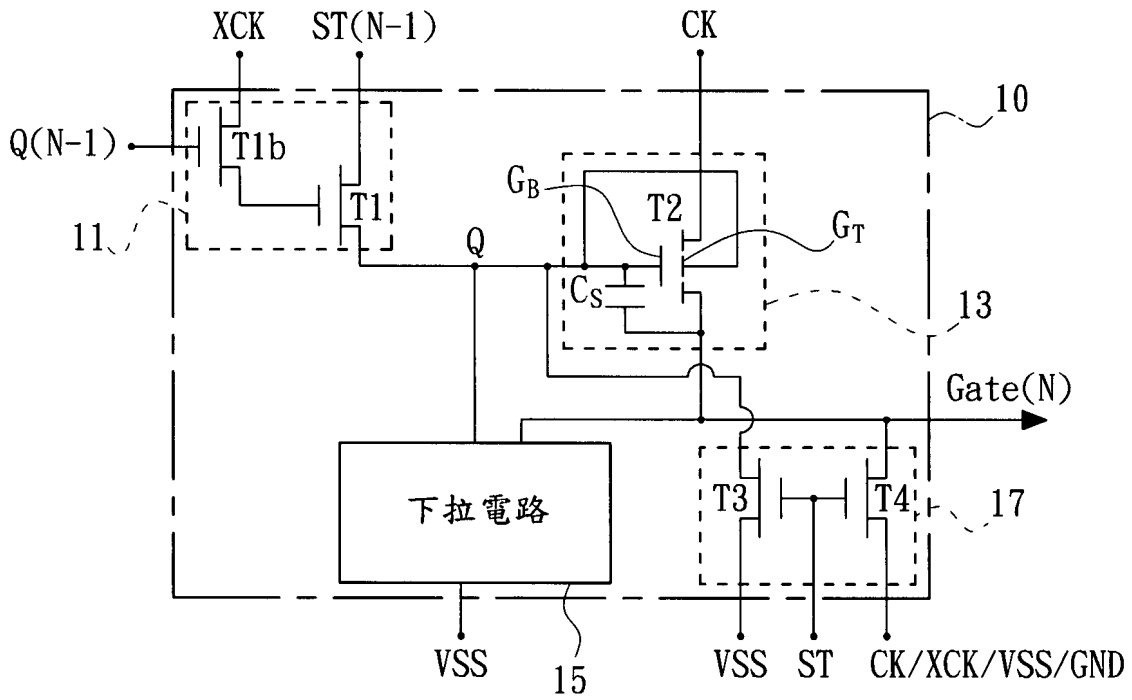 XCK
ST(N-1)
CK
10
Q(N-1)
T1b
T1
11
G_B
T2
G_T
Q
C_S
13
Gate(N)
下拉電路
T3
T4
17
VSS
15
VSS
ST
CK/XCK/VSS/GND